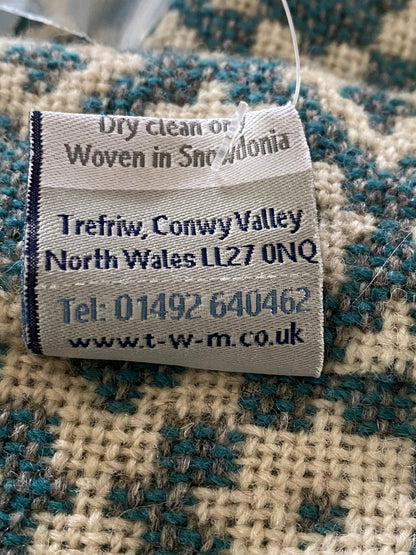 Dry clean
Woven in Snowdonia
Trefriw, Conwy Valley
North Wales LL27 0NQ
Tel: 01492 640462
www.t-w-m.co.uk